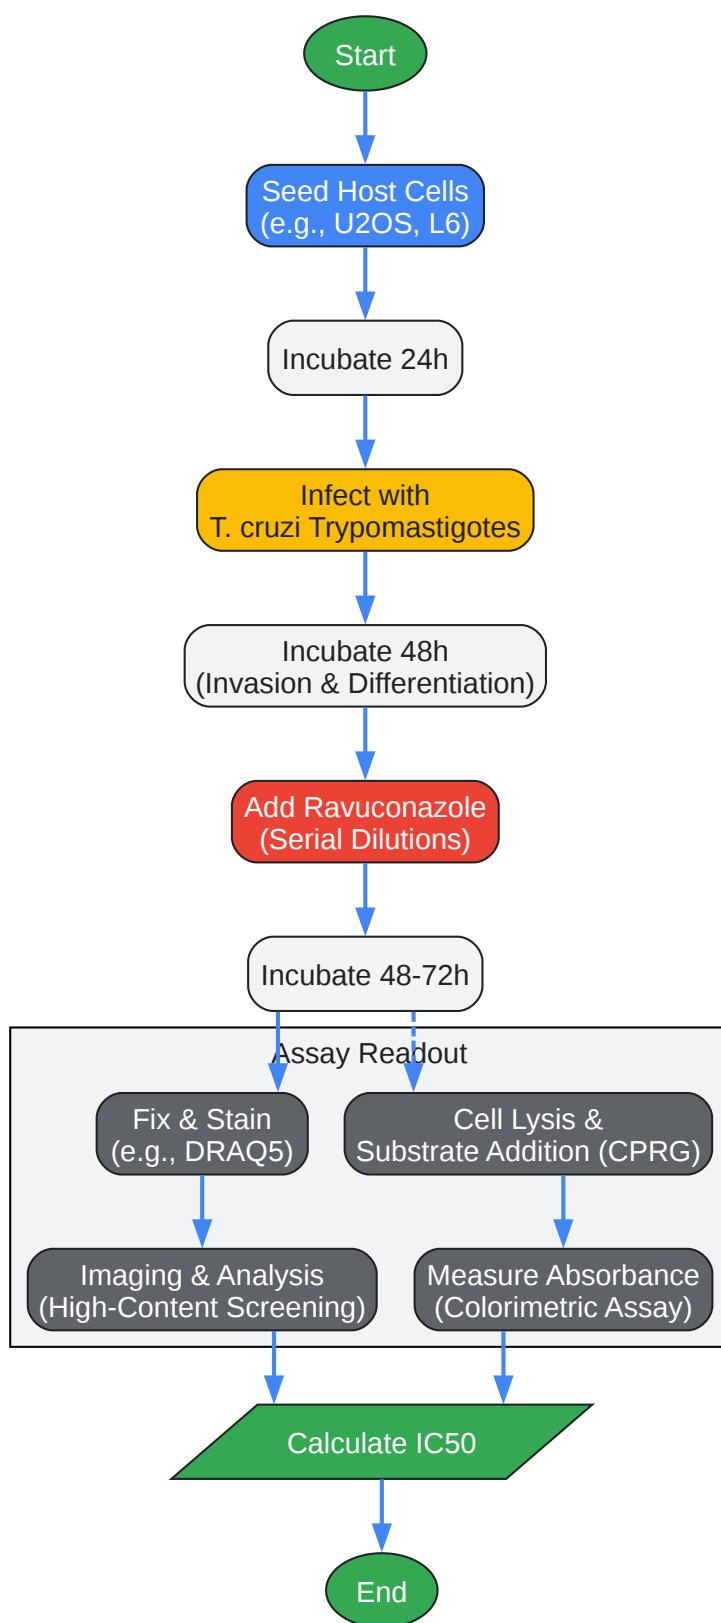 Start
Seed Host Cells
(e.g., U2OS, L6)
Incubate 24h
Infect with
T. cruzi Trypomastigotes
Incubate 48h
(Invasion & Differentiation)
Add Ravuconazole
(Serial Dilutions)
Incubate 48-72h
Assay Readout
Fix & Stain
(e.g., DRAQ5)
Cell Lysis &
Substrate Addition (CPRG)
Imaging & Analysis
(High-Content Screening)
Measure Absorbance
(Colorimetric Assay)
Calculate IC50
End